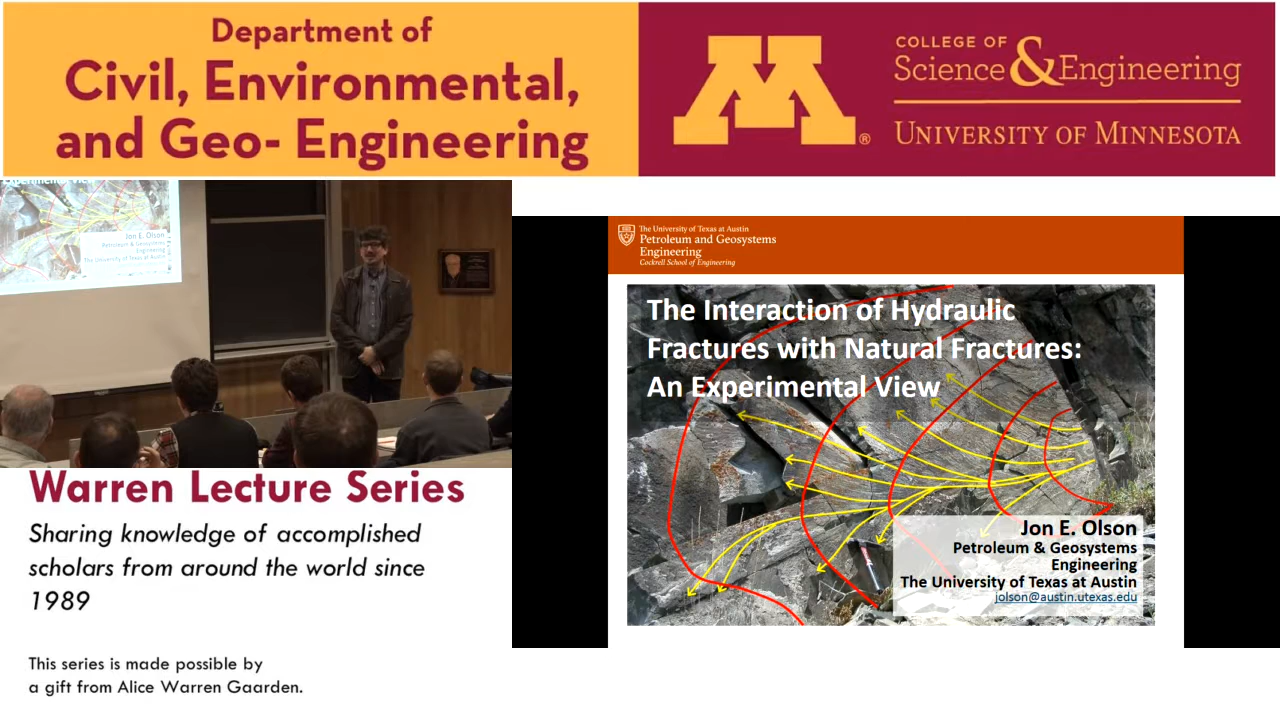 Department of
Civil, Environmental,
and Geo- Engineering
COLLEGE OF
Science & Engineering
UNIVERSITY OF MINNESOTA
M®
Jon E. Olson
Petroleum & Geosystems
Engineering
The University of Texas at Austin
The University of Texas at Austin
Petroleum and Geosystems
Engineering
Cockrell School of Engineering
The Interaction of Hydraulic
Fractures with Natural Fractures:
An Experimental View
Jon E. Olson
Petroleum & Geosystems
Engineering
The University of Texas at Austin
jolson@austin.utexas.edu
Warren Lecture Series
Sharing knowledge of accomplished
scholars from around the world since
1989
This series is made possible by
a gift from Alice Warren Gaarden.